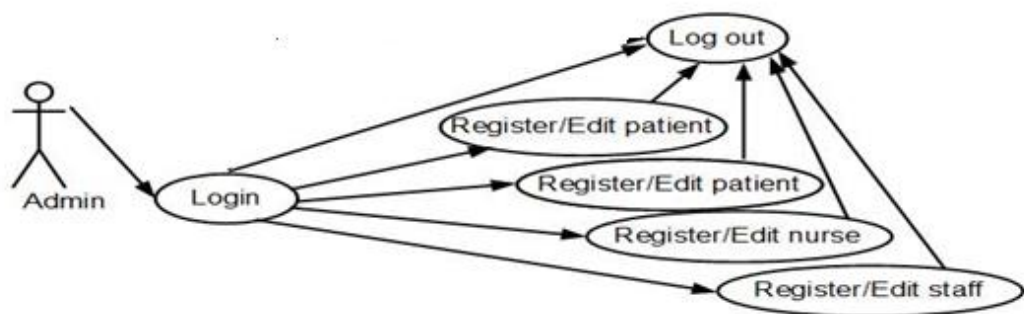 Log out
Register/Edit patient
Register/Edit patient
Login
Admin
Register/Edit nurse
Register/Edit staff